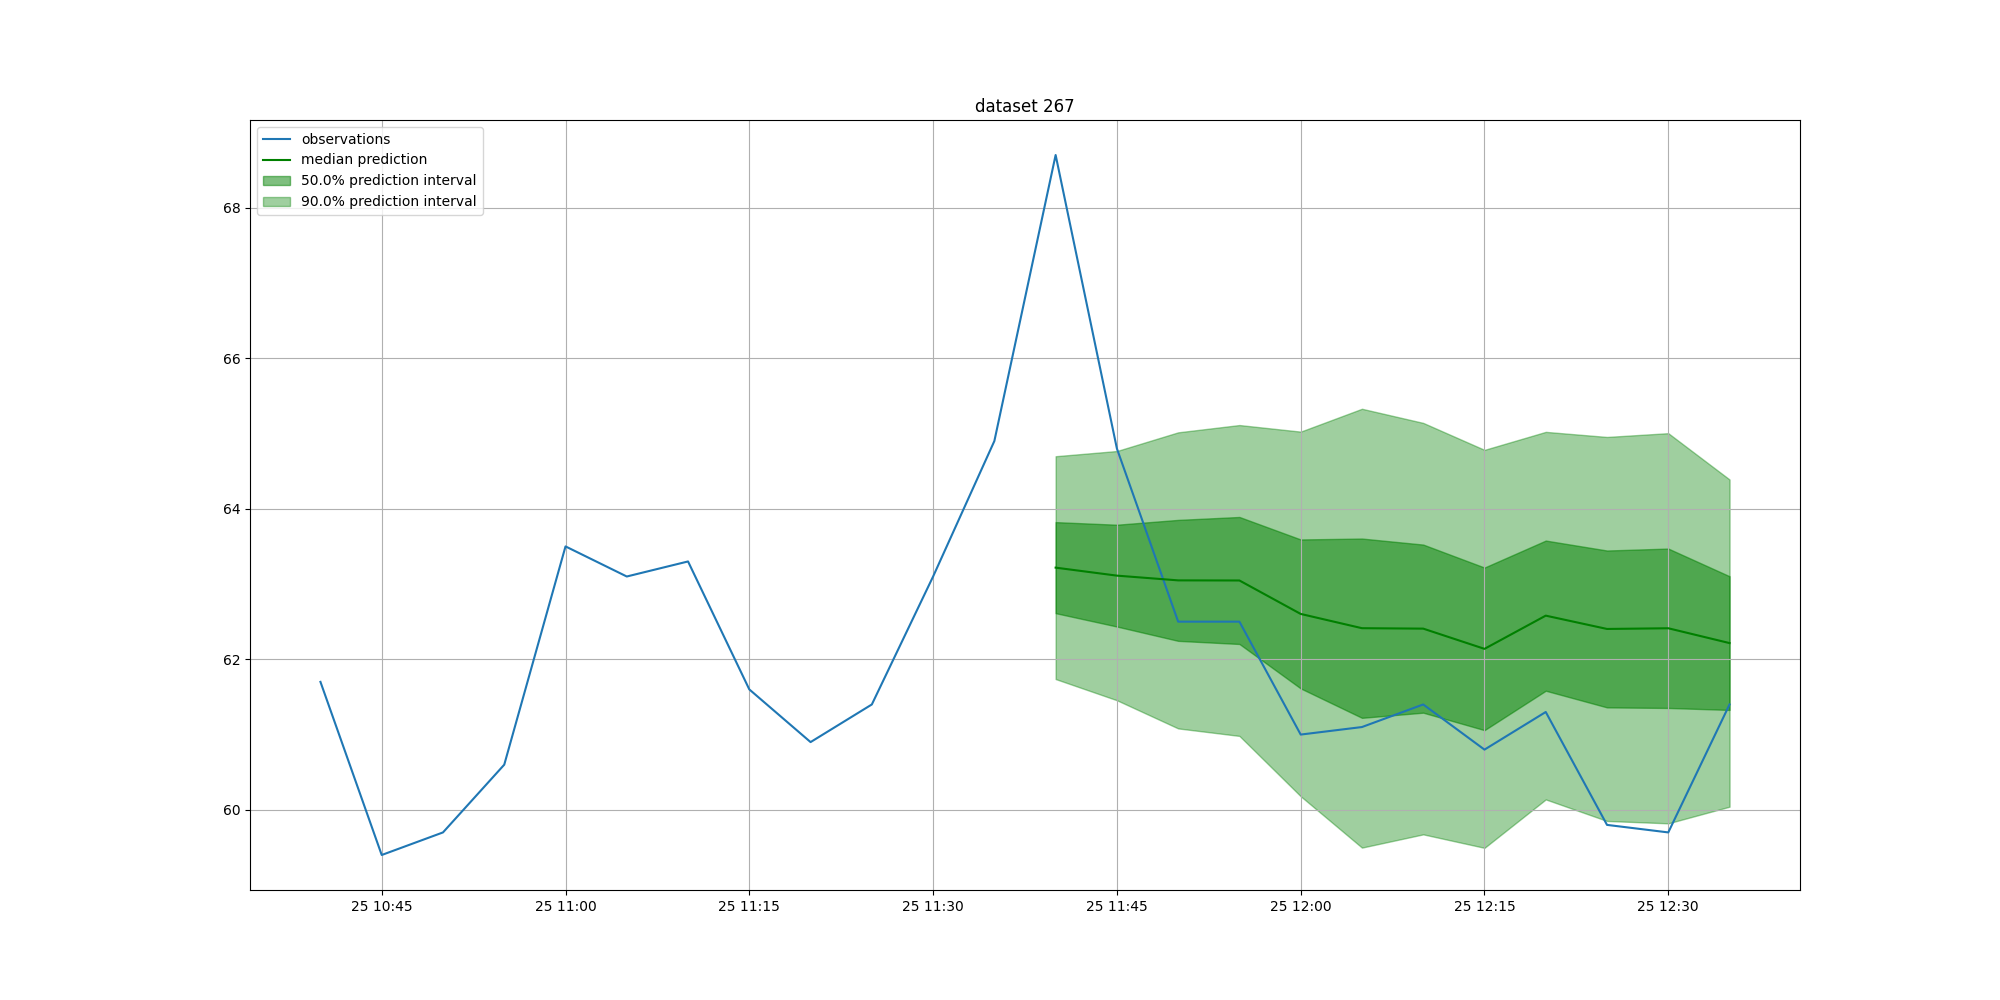 dataset 267
observations
median prediction
50.0% prediction interval
90.0% prediction interval
68
66
64
62
60
25 10:45 25 11:00 25 11:15 25 11:30 25 11:45 25 12:00 25 12:15 25 12:30